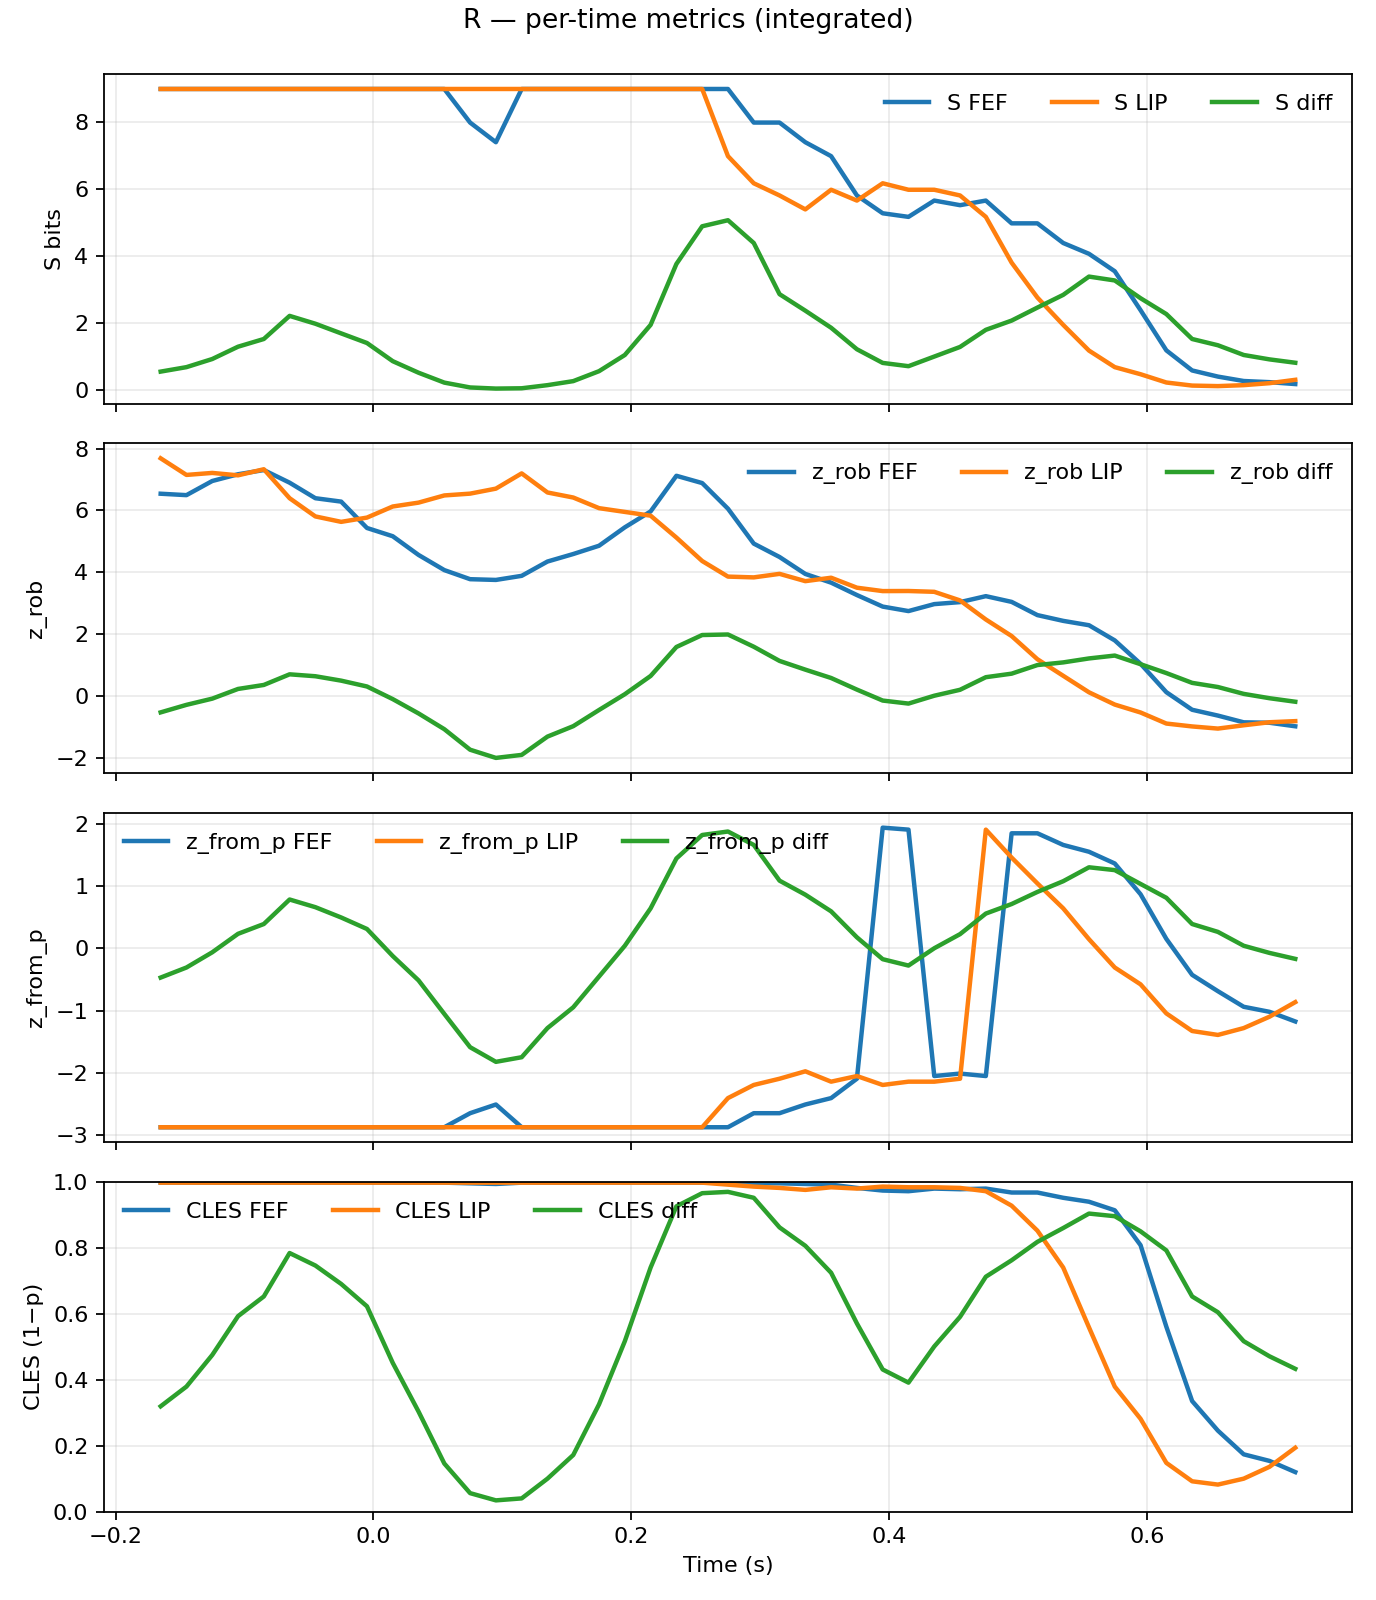 R — per-time metrics (integrated)
S FEF S LIP S diff
8
6
4
2
0
S bits
z_rob FEF z_rob LIP z_rob diff
8
6
4
2
0
−2
z_rob
z_from_p FEF z_from_p LIP z_from_p diff
2
1
0
−1
−2
−3
z_from_p
CLES FEF CLES LIP CLES diff
1.0
0.8
0.6
0.4
0.2
0.0
CLES (1−p)
−0.2 0.0 0.2 0.4 0.6
Time (s)